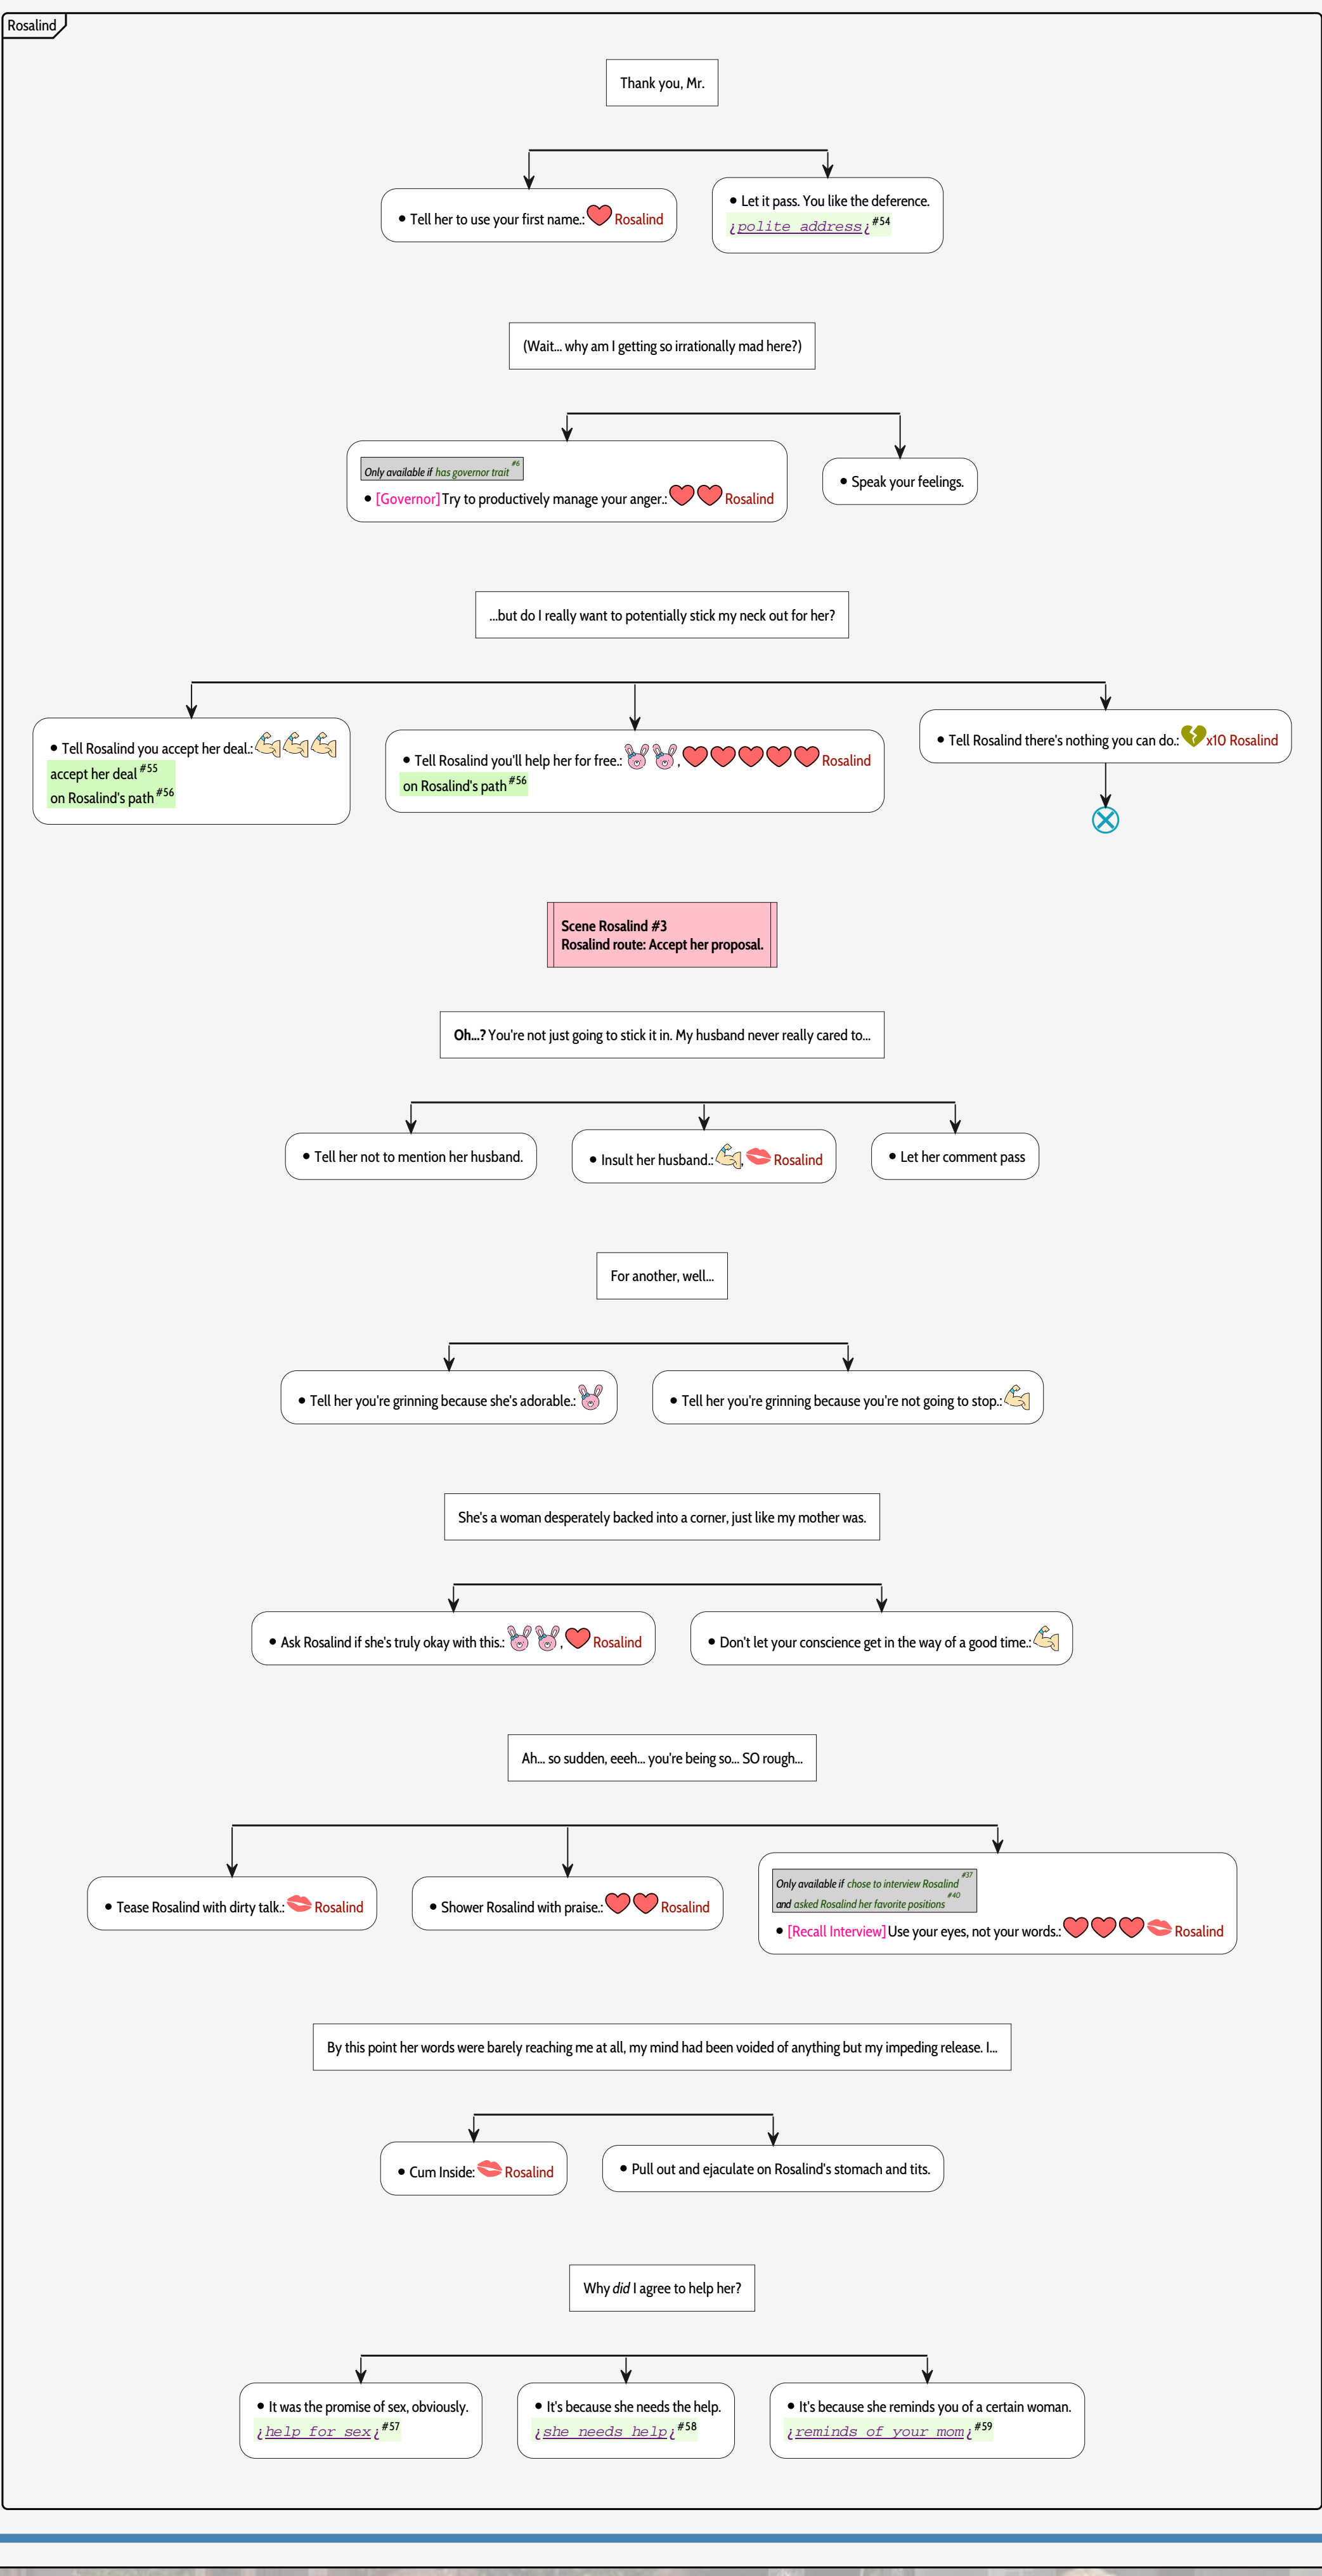 Rosalind
Thank you, Mr.
• Tell her to use your first name.: Rosalind
• Let it pass. You like the deference.
¿polite address¿ #54
(Wait... why am I getting so irrationally mad here?)
Only available if has governor trait #6
• [Governor] Try to productively manage your anger.: Rosalind
• Speak your feelings.
...but do I really want to potentially stick my neck out for her?
• Tell Rosalind you accept her deal.:
accept her deal #55
on Rosalind's path #56
• Tell Rosalind you'll help her for free.: , Rosalind
on Rosalind's path #56
• Tell Rosalind there's nothing you can do.: x10 Rosalind
Scene Rosalind #3
Rosalind route: Accept her proposal.
Oh...? You're not just going to stick it in. My husband never really cared to...
• Tell her not to mention her husband.
• Insult her husband.: , Rosalind
• Let her comment pass
For another, well...
• Tell her you're grinning because she's adorable.:
• Tell her you're grinning because you're not going to stop.:
She's a woman desperately backed into a corner, just like my mother was.
• Ask Rosalind if she's truly okay with this.: , Rosalind
• Don't let your conscience get in the way of a good time.:
Ah... so sudden, eeeh... you're being so... SO rough...
• Tease Rosalind with dirty talk.: Rosalind
• Shower Rosalind with praise.: Rosalind
Only available if chose to interview Rosalind #37
and asked Rosalind her favorite positions #40
• [Recall Interview] Use your eyes, not your words.: Rosalind
By this point her words were barely reaching me at all, my mind had been voided of anything but my impeding release. I...
• Cum Inside: Rosalind
• Pull out and ejaculate on Rosalind's stomach and tits.
Why did I agree to help her?
• It was the promise of sex, obviously.
¿help for sex¿ #57
• It's because she needs the help.
¿she needs help¿ #58
• It's because she reminds you of a certain woman.
¿reminds of your mom¿ #59